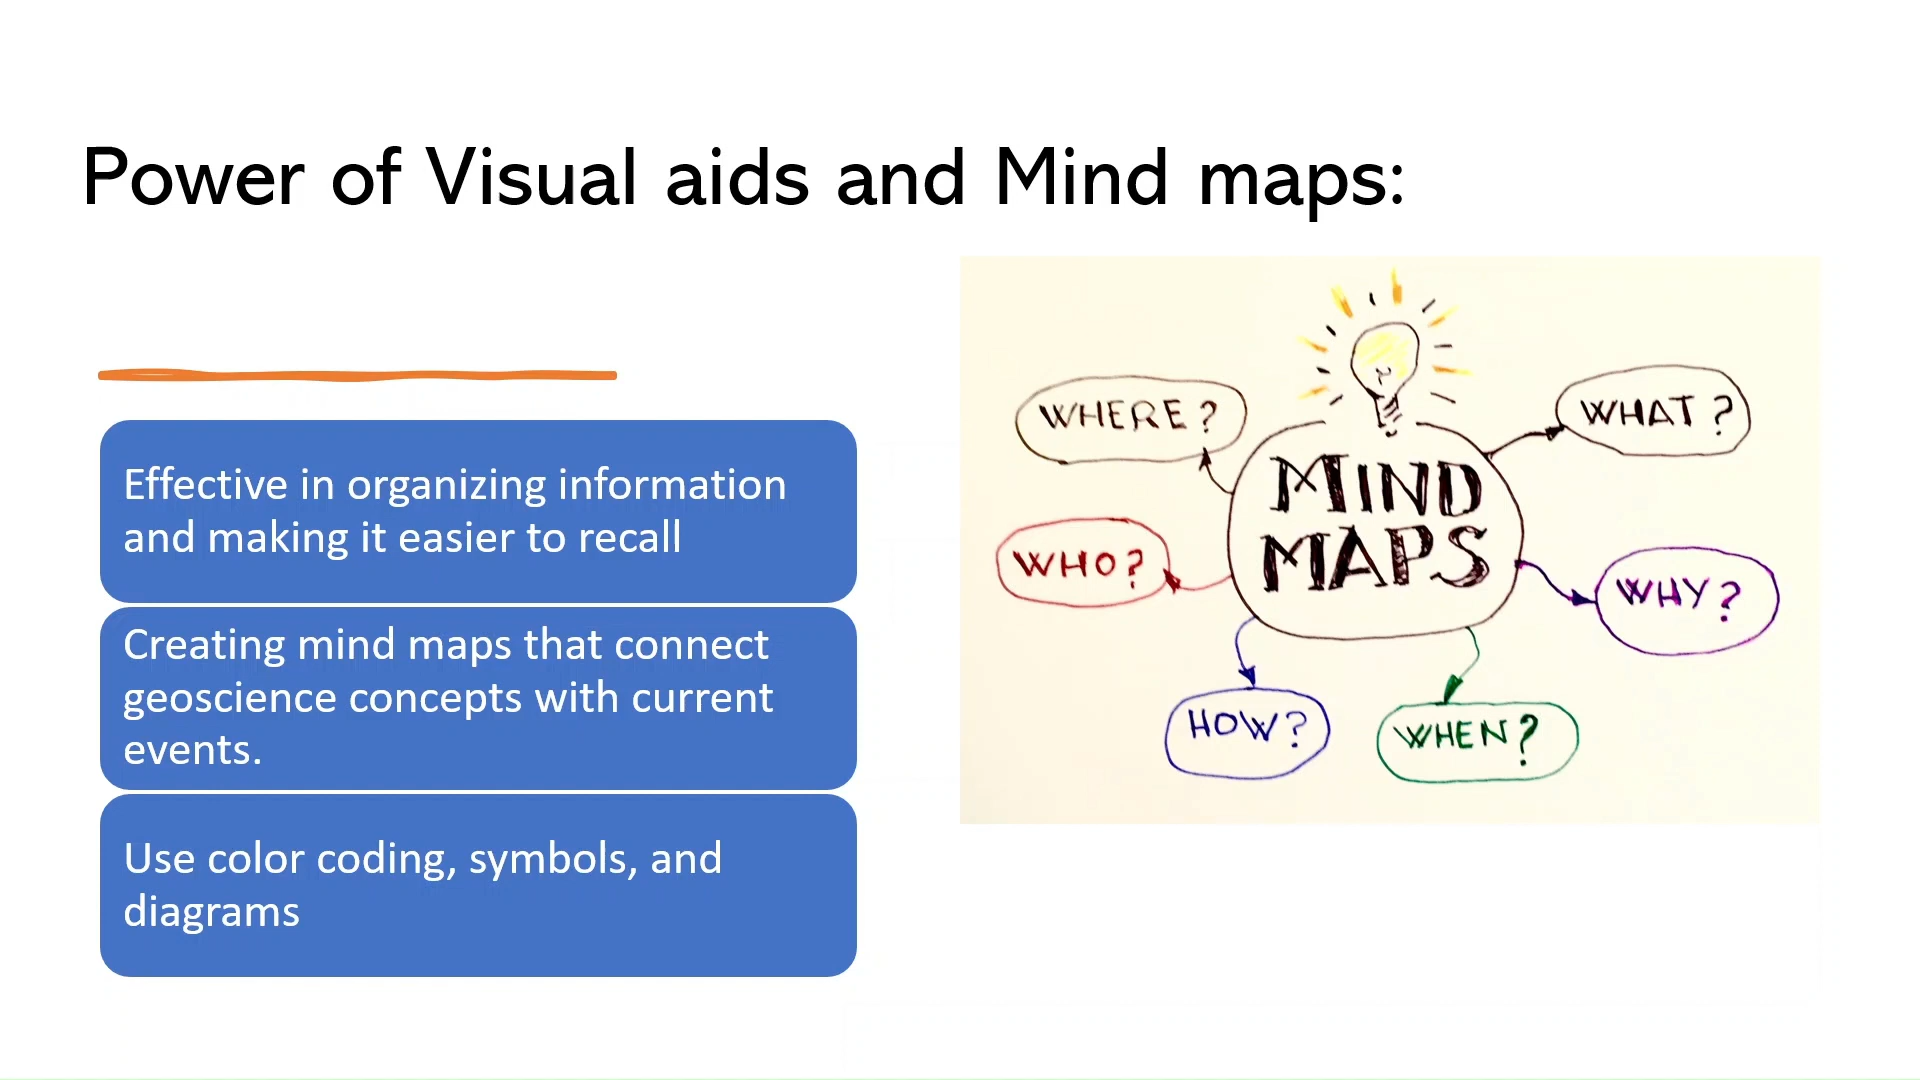 Power of Visual aids and Mind maps:
Effective in organizing information
and making it easier to recall
Creating mind maps that connect
geoscience concepts with current
events.
Use color coding, symbols, and
diagrams
WHERE?
WHAT?
MIND
MAPS
WHO?
WHY?
HOW?
WHEN?